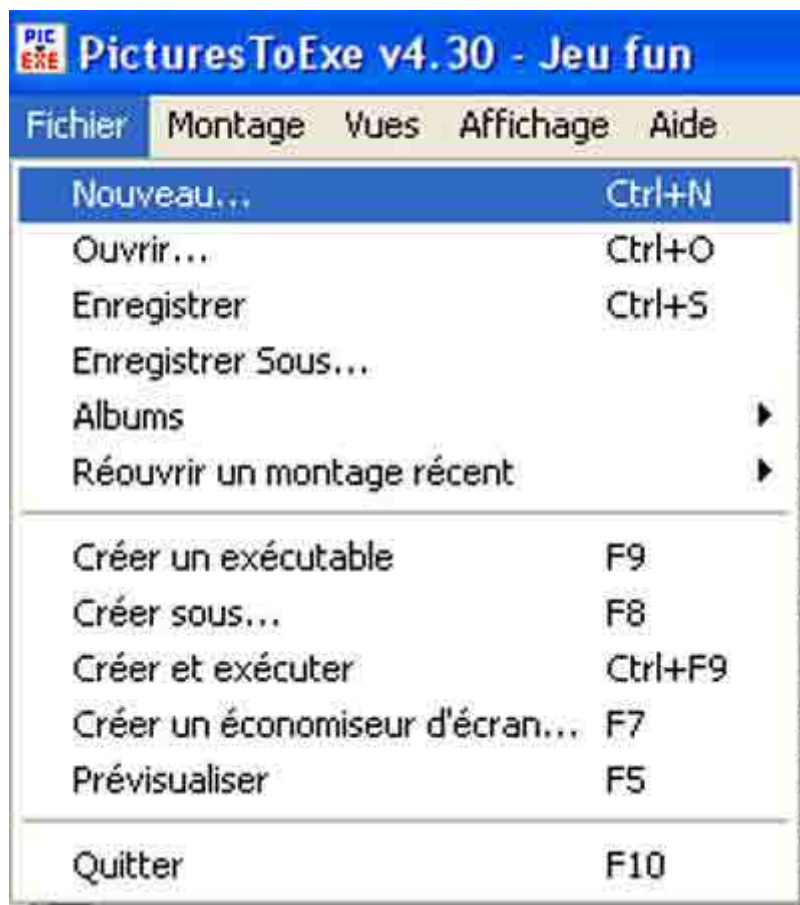 PIC EXE PicturesToExe v4.30 - Jeu fun
Fichier Montage Vues Affichage Aide
Nouveau... Ctrl+N
Ouvrir... Ctrl+O
Enregistrer Ctrl+S
Enregistrer Sous...
Albums
Réouvrir un montage récent
Créer un exécutable F9
Créer sous... F8
Créer et exécuter Ctrl+F9
Créer un économiseur d'écran... F7
Prévisualiser F5
Quitter F10